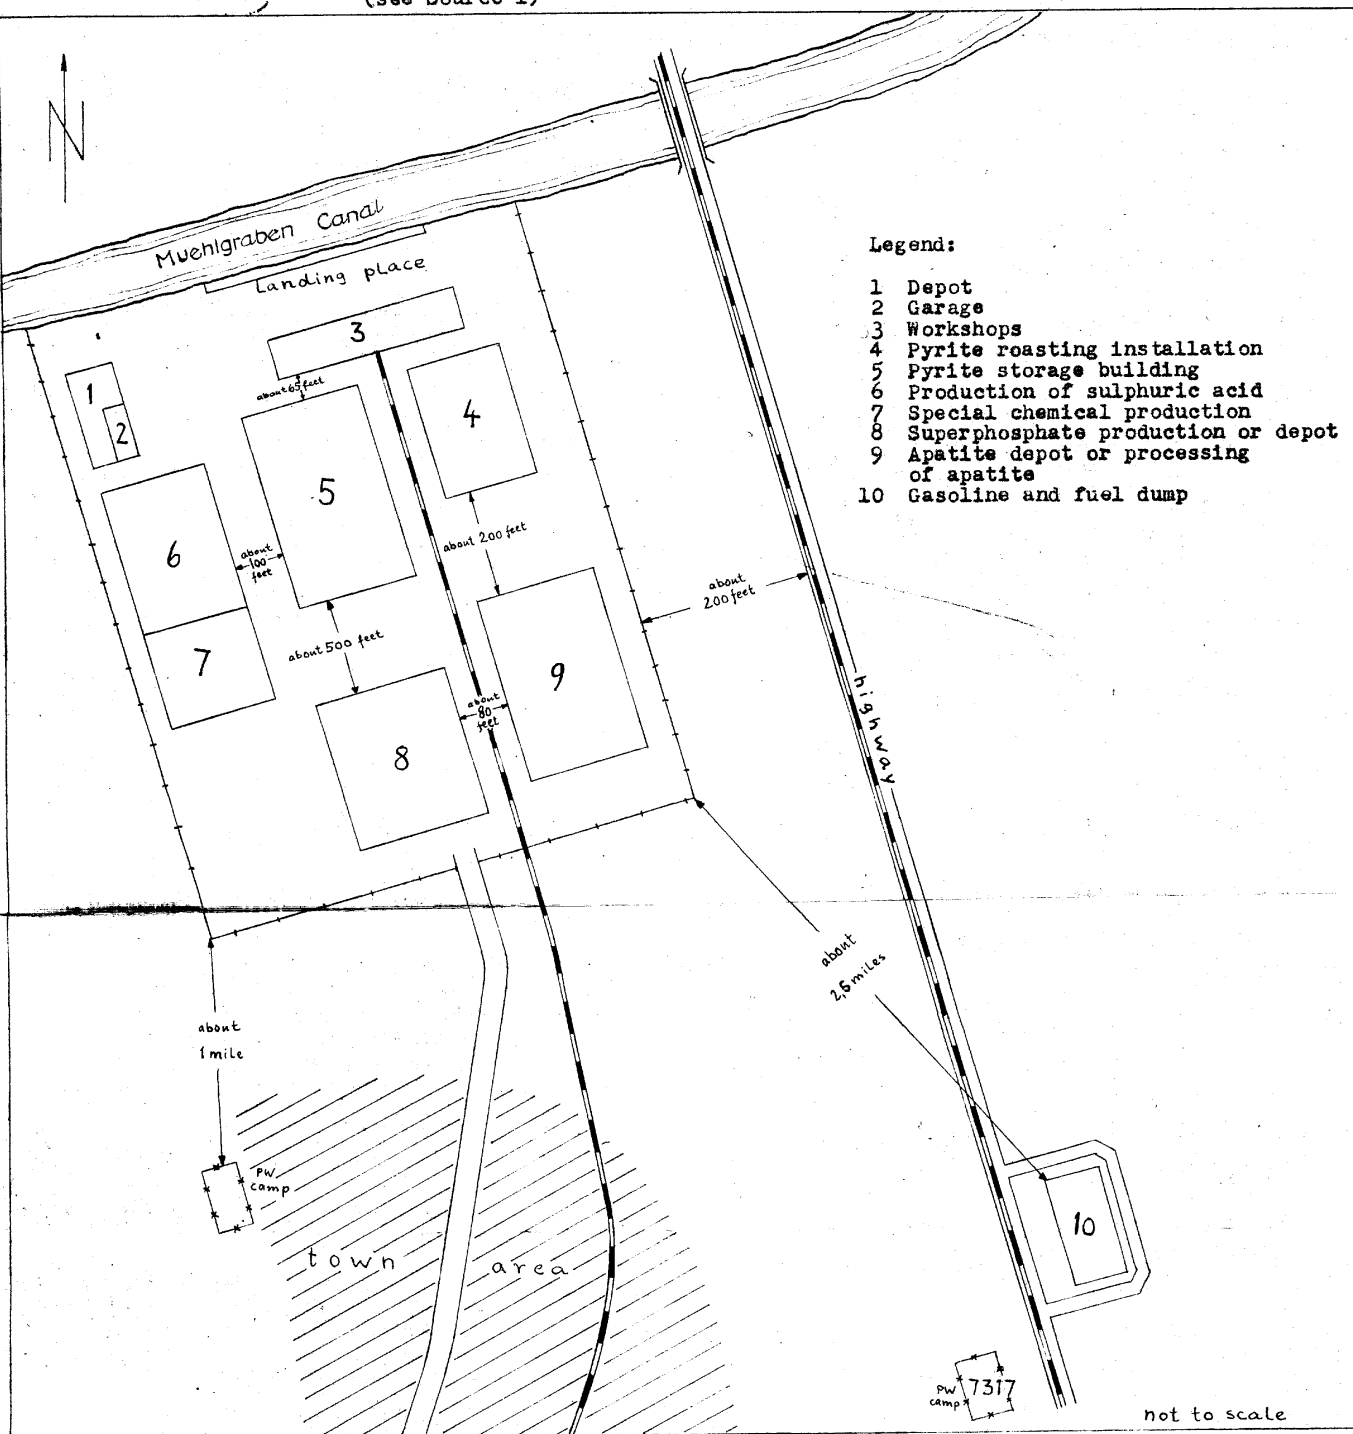 (see Source 1)
N
Muehlgraben Canal
Landing place
Legend:
1 Depot
2 Garage
3 Workshops
4 Pyrite roasting installation
5 Pyrite storage building
6 Production of sulphuric acid
7 Special chemical production
8 Superphosphate production or depot
9 Apatite depot or processing
of apatite
10 Gasoline and fuel dump
3
about 65 feet
1
2
4
5
6
about
100
feet
about 200 feet
about
200 feet
7
about 500 feet
9
about
80
feet
8
highway
about
2,5 miles
about
1 mile
PW
camp
town area
10
PW
camp
7317
not to scale